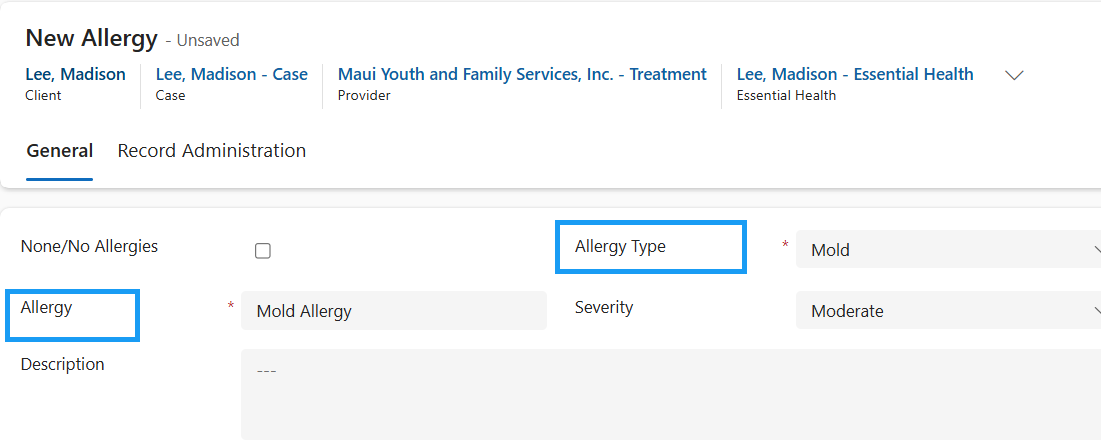 New Allergy - Unsaved
Lee, Madison Lee, Madison - Case Maui Youth and Family Services, Inc. - Treatment Lee, Madison - Essential Health
Client Case Provider Essential Health
General Record Administration
None/No Allergies Allergy Type * Mold
Allergy * Mold Allergy Severity Moderate
Description ---